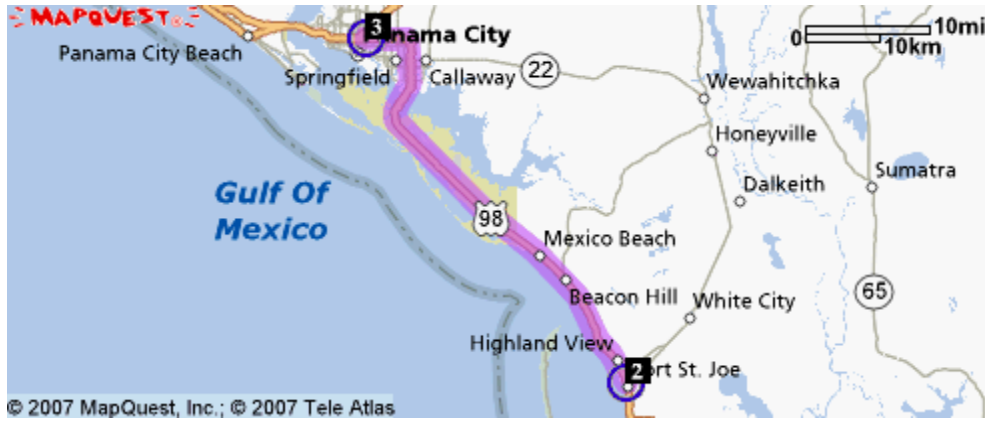 MAPQUEST
3
Panama City
Panama City Beach
0
10mi
10km
Springfield
Callaway
22
Wewahitchka
Honeyville
Sumatra
Dalkeith
Gulf Of
Mexico
98
Mexico Beach
Beacon Hill
White City
65
Highland View
2
Port St. Joe
© 2007 MapQuest, Inc.; © 2007 Tele Atlas